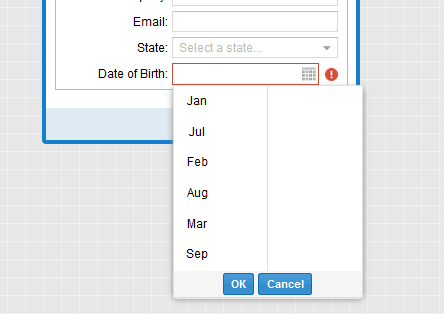 Email:
State: Select a state...
Date of Birth:
Jan
Jul
Feb
Aug
Mar
Sep
OK Cancel